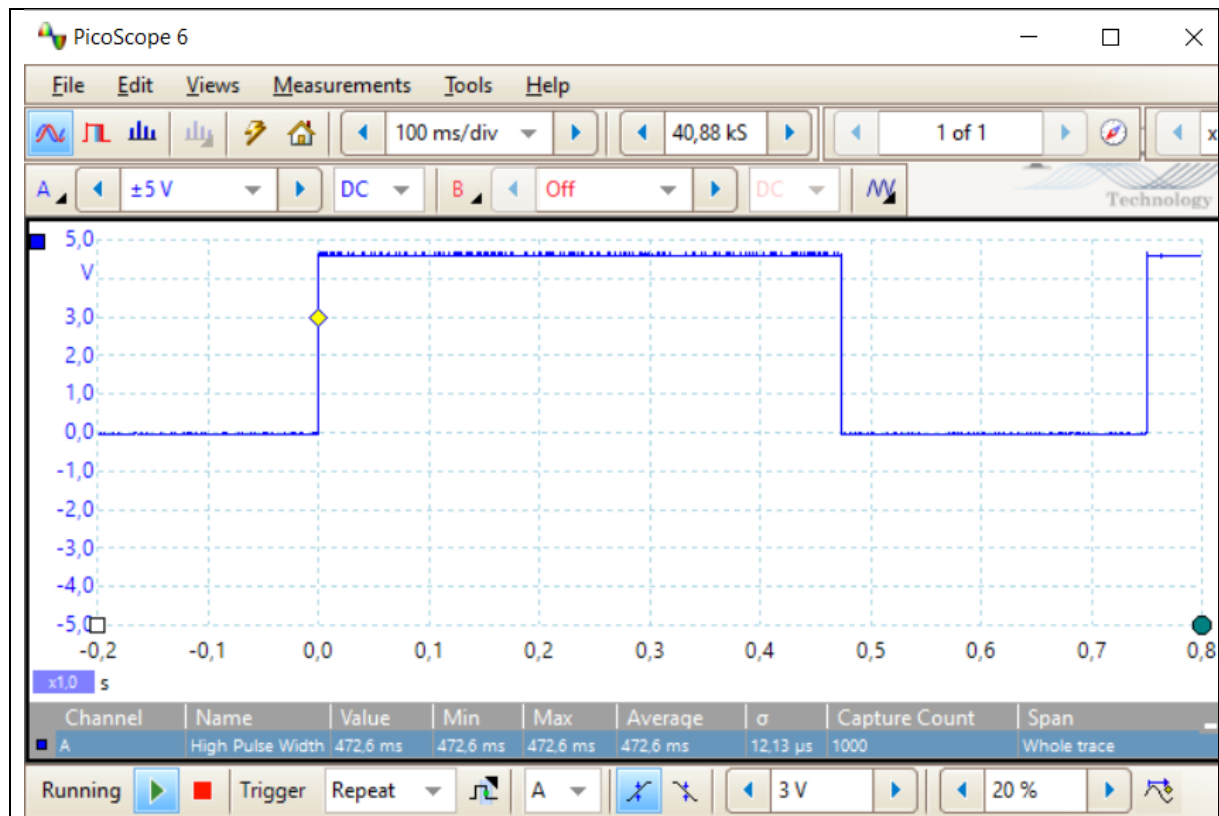 PicoScope 6
File Edit Views Measurements Tools Help
100 ms/div 40,88 kS 1 of 1 x
A ±5 V DC B Off DC
Technology
5,0
V
3,0
2,0
1,0
0,0
-1,0
-2,0
-3,0
-4,0
-5,0
-0,2 -0,1 0,0 0,1 0,2 0,3 0,4 0,5 0,6 0,7 0,8
x1,0 s
Channel Name Value Min Max Average σ Capture Count Span
A High Pulse Width 472,6 ms 472,6 ms 472,6 ms 472,6 ms 12,13 µs 1000 Whole trace
Running Trigger Repeat A 3 V 20 %